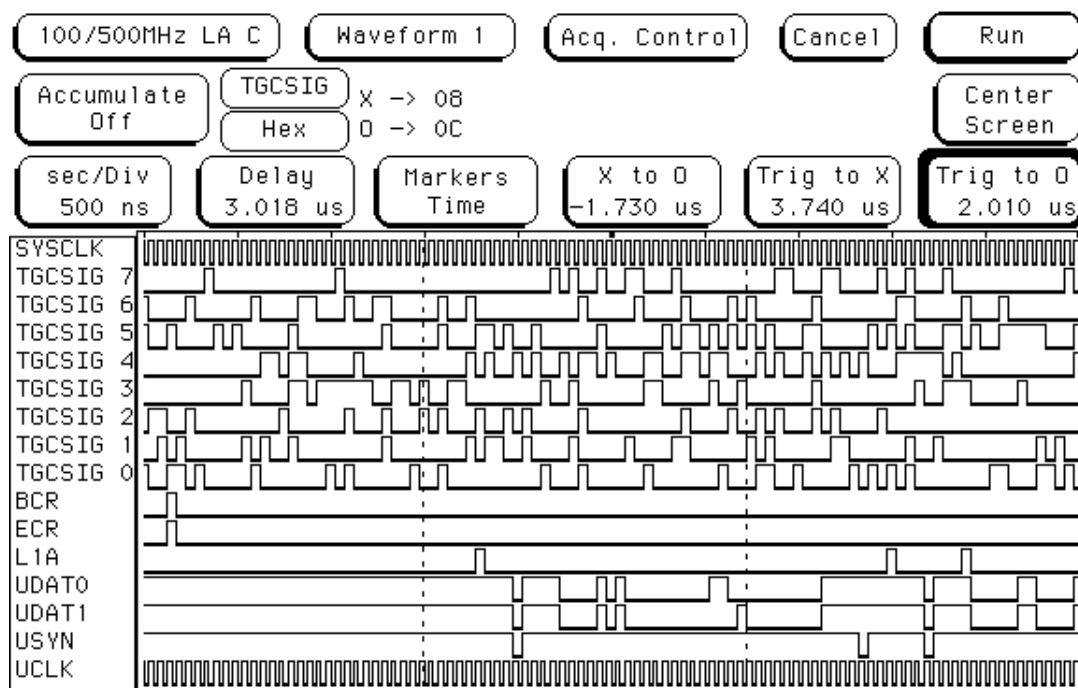 100/500MHz LA C
Waveform 1
Acq. Control
Cancel
Run
Accumulate
Off
TGCSIG
X -> 08
Hex
O -> 0C
Center
Screen
sec/Div
500 ns
Delay
3.018 us
Markers
Time
X to O
-1.730 us
Trig to X
3.740 us
Trig to O
2.010 us
SYSCLK
TGCSIG 7
TGCSIG 6
TGCSIG 5
TGCSIG 4
TGCSIG 3
TGCSIG 2
TGCSIG 1
TGCSIG 0
BCR
ECR
L1A
UDAT0
UDAT1
USYN
UCLK